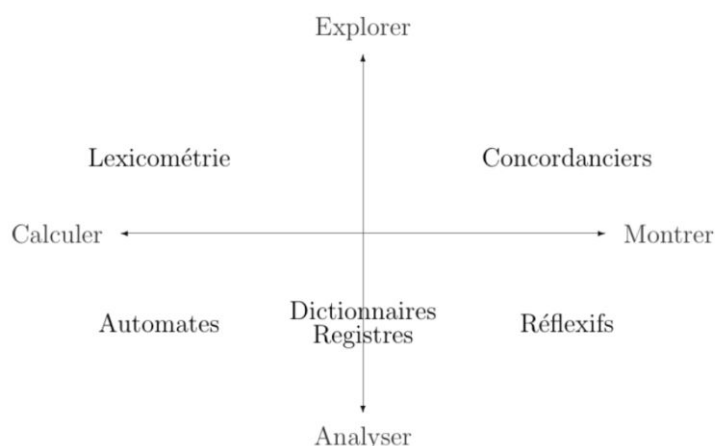 Explorer
Lexicométrie
Concordanciers
Calculer
Montrer
Dictionnaires
Automates
Réflexifs
Registres
Analyser